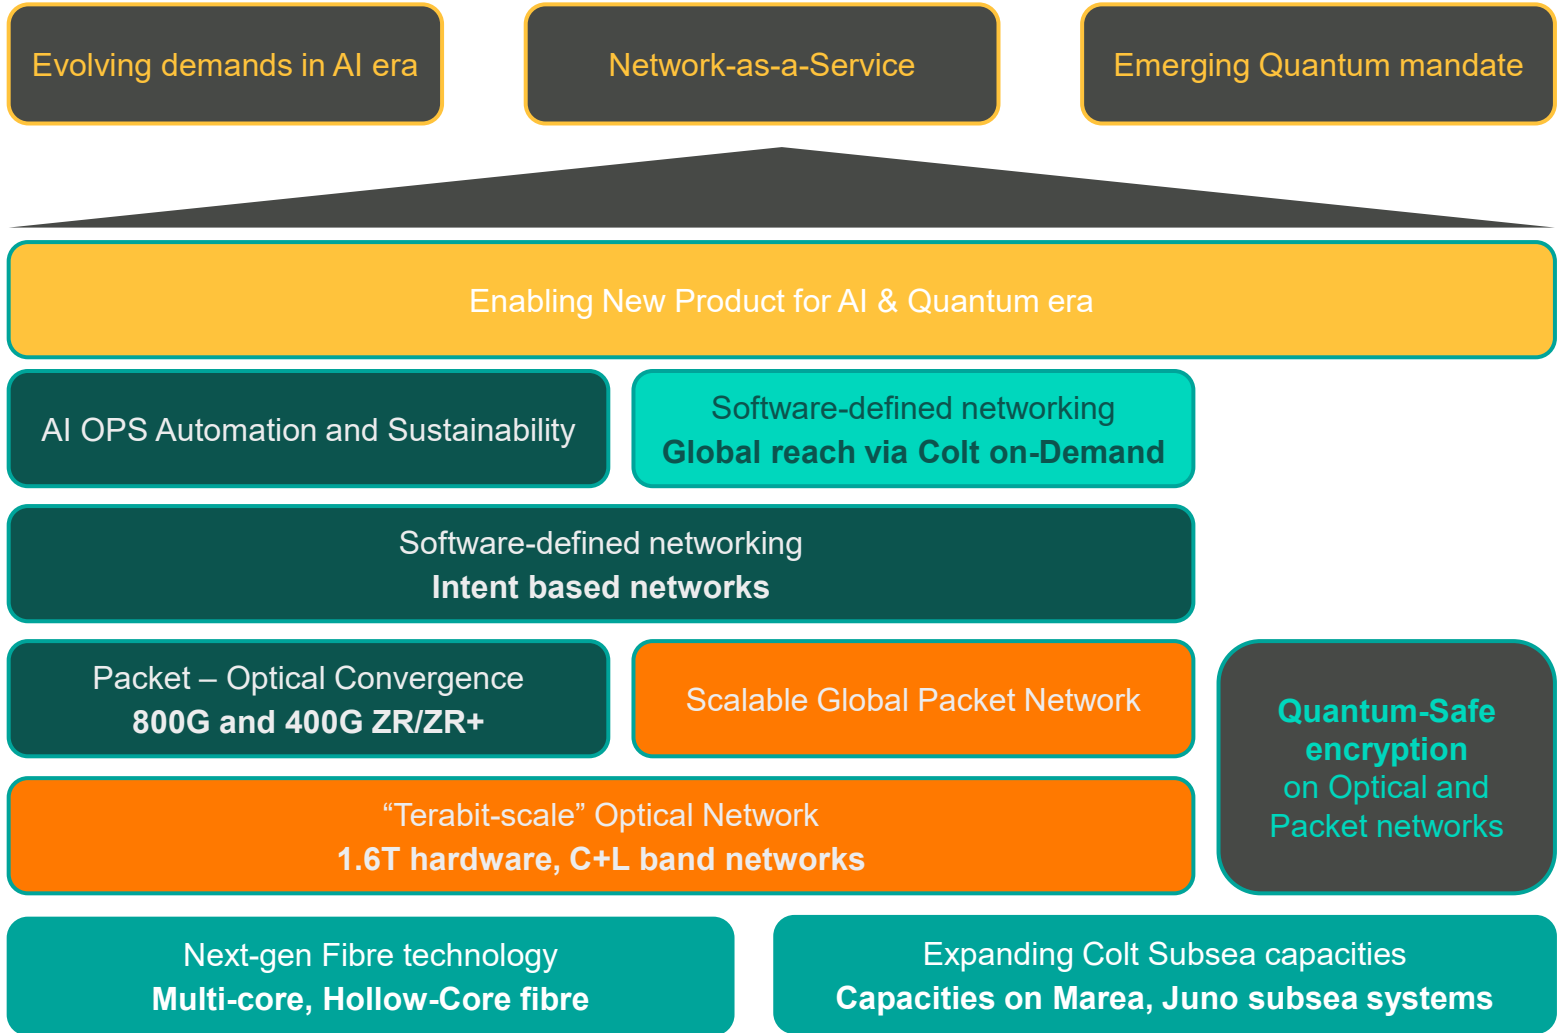 Evolving demands in AI era
Network-as-a-Service
Emerging Quantum mandate
Enabling New Product for AI & Quantum era
AI OPS Automation and Sustainability
Software-defined networking
Global reach via Colt on-Demand
Software-defined networking
Intent based networks
Packet – Optical Convergence
800G and 400G ZR/ZR+
Scalable Global Packet Network
Quantum-Safe
encryption
on Optical and
Packet networks
“Terabit-scale” Optical Network
1.6T hardware, C+L band networks
Next-gen Fibre technology
Multi-core, Hollow-Core fibre
Expanding Colt Subsea capacities
Capacities on Marea, Juno subsea systems